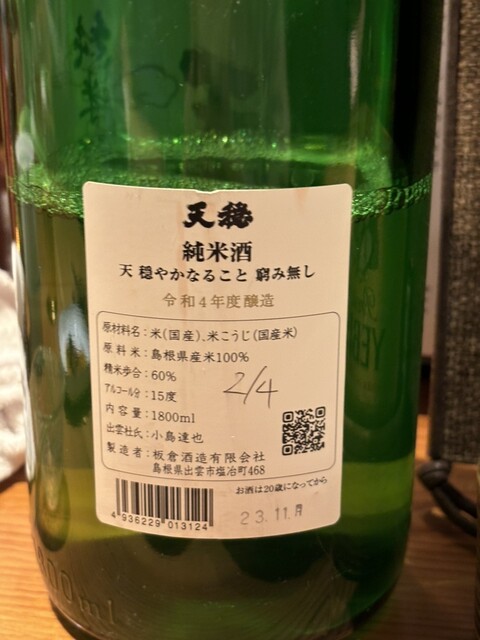 天穏
純米酒
天 穏やかなること 窮み無し
令和4年度醸造
原材料名:米(国産)、米こうじ(国産米)
原料米:島根県産米100%
精米歩合:60%
アルコール分:15度
2/4
内容量:1800ml
出雲杜氏:小島達也
製造者:板倉酒造有限会社
島根県出雲市塩冶町468
お酒は20歳になってから
4 936229 013124
23.11.月